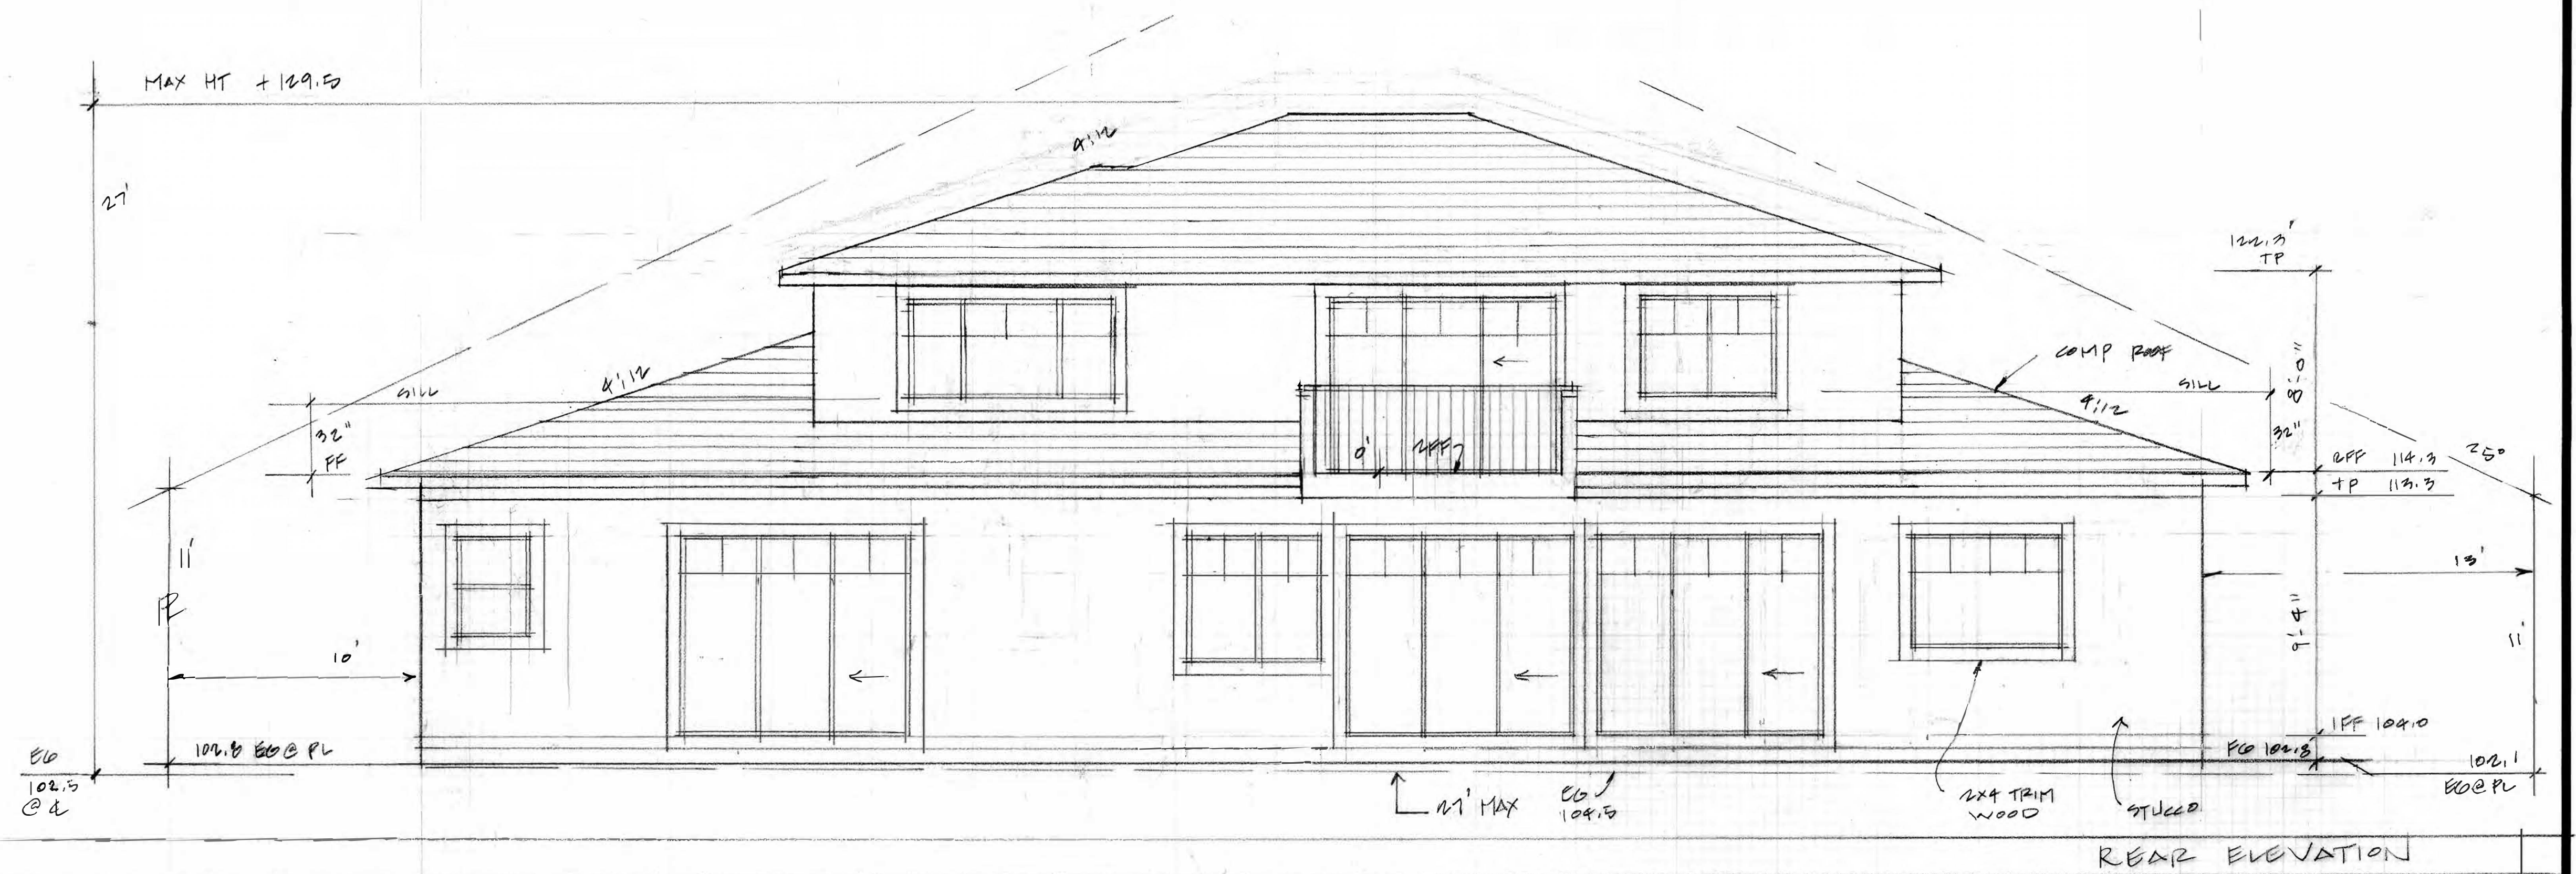 MAX HT +129.5
4:12
27'
122.3'
TP
COMP ROOF
SILL
4:12
SILL
4:12
8'-0"
32"
FF
32"
0'
2FF
2FF 114.3
TP 113.3
25°
11'
PL
13'
9'-4"
11'
10'
1FF 104.0
FG 102.3
102.8 EG@PL
EG
102.5
@ CL
102.1
EG@PL
27' MAX
EG
104.5
2X4 TRIM
WOOD
STUCCO
REAR ELEVATION